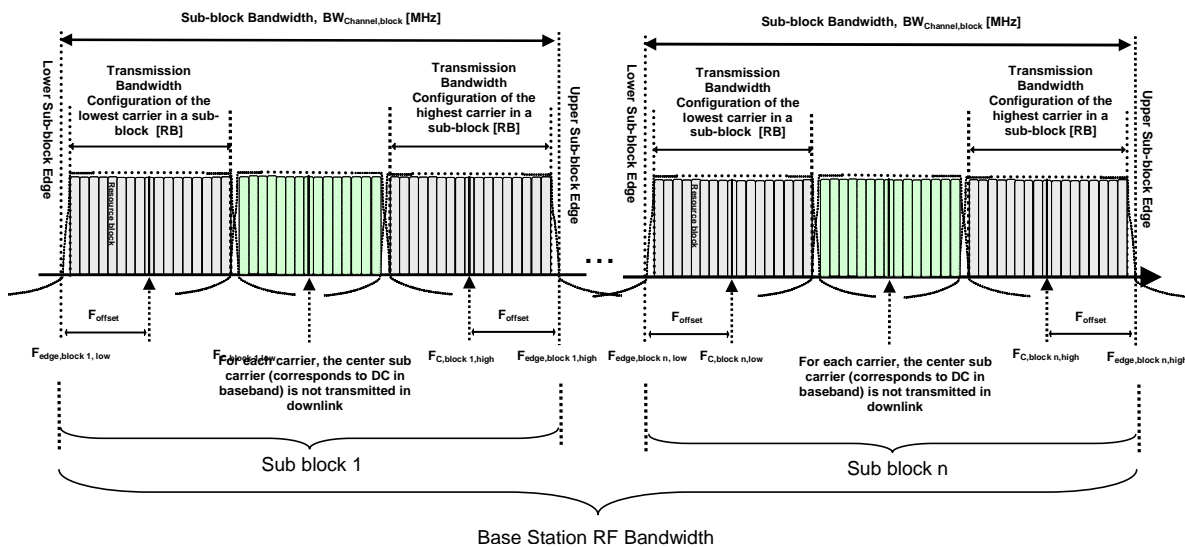 Sub-block Bandwidth, BWChannel,block [MHz]
Sub-block Bandwidth, BWChannel,block [MHz]
Lower Sub-block Edge
Transmission
Bandwidth
Configuration of the
lowest carrier in a sub-
block [RB]
Transmission
Bandwidth
Configuration of
the highest carrier in
a sub-block [RB]
Upper Sub-block Edge
Lower Sub-block Edge
Transmission
Bandwidth
Configuration of the
lowest carrier in a
sub-block [RB]
Transmission
Bandwidth
Configuration of the
highest carrier in a
sub-block [RB]
Upper Sub-block Edge
Resource block
Resource block
...
Foffset
Foffset
Foffset
Foffset
Fedge,block 1, low
FC,block 1,low
FC,block 1,high
Fedge,block 1,high
Fedge,block n, low
FC,block n,low
FC,block n,high
Fedge,block n,high
For each carrier, the center sub
carrier (corresponds to DC in
baseband) is not transmitted in
downlink
For each carrier, the center sub
carrier (corresponds to DC in
baseband) is not transmitted in
downlink
Sub block 1
Sub block n
Base Station RF Bandwidth